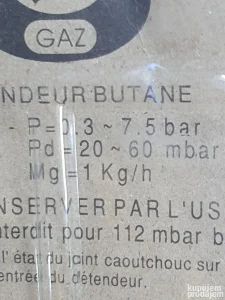 GAZ
NDEUR BUTANE
- P=0.3 ~ 7.5 bar
Pd=20 ~ 60 mbar
Mg=1 Kg/h
NSERVER PAR L'US
nterdit pour 112 mbar b
l'état du joint caoutchouc sur
entrée du détendeur.
kupujem
prodajem